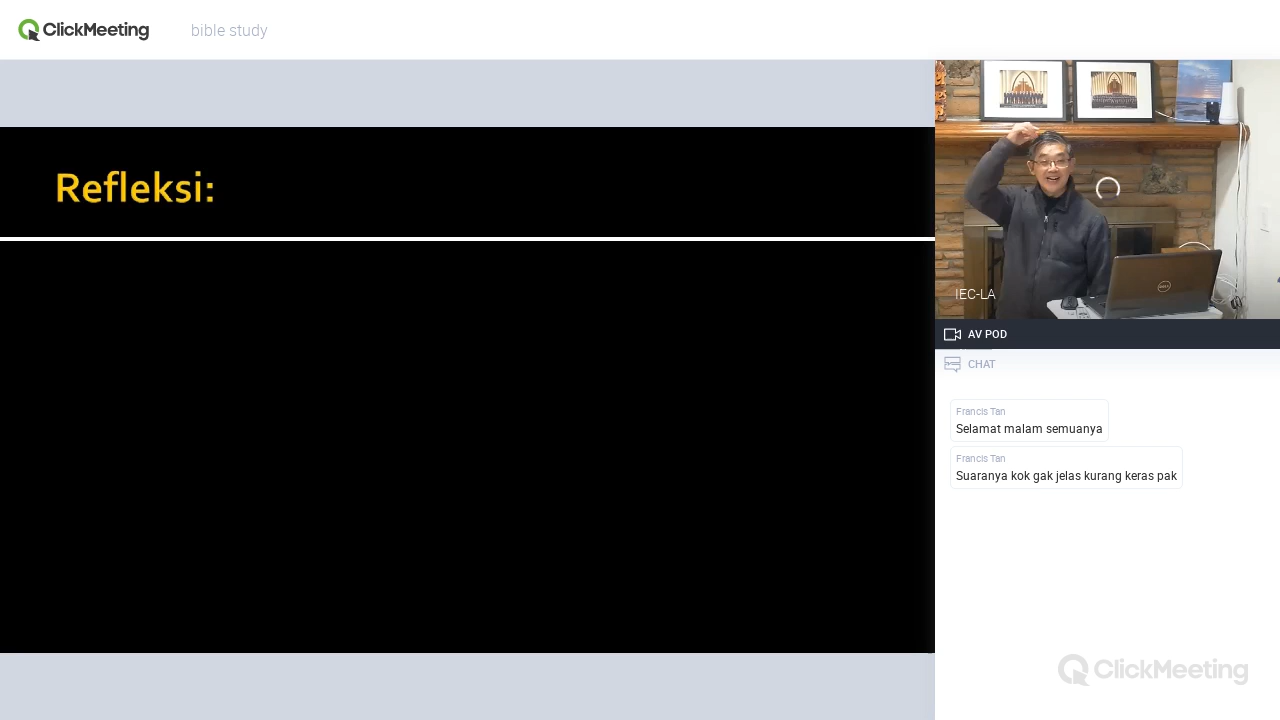 ClickMeeting
bible study
Refleksi:
IEC-LA
AV POD
CHAT
Francis Tan
Selamat malam semuanya
Francis Tan
Suaranya kok gak jelas kurang keras pak
ClickMeeting